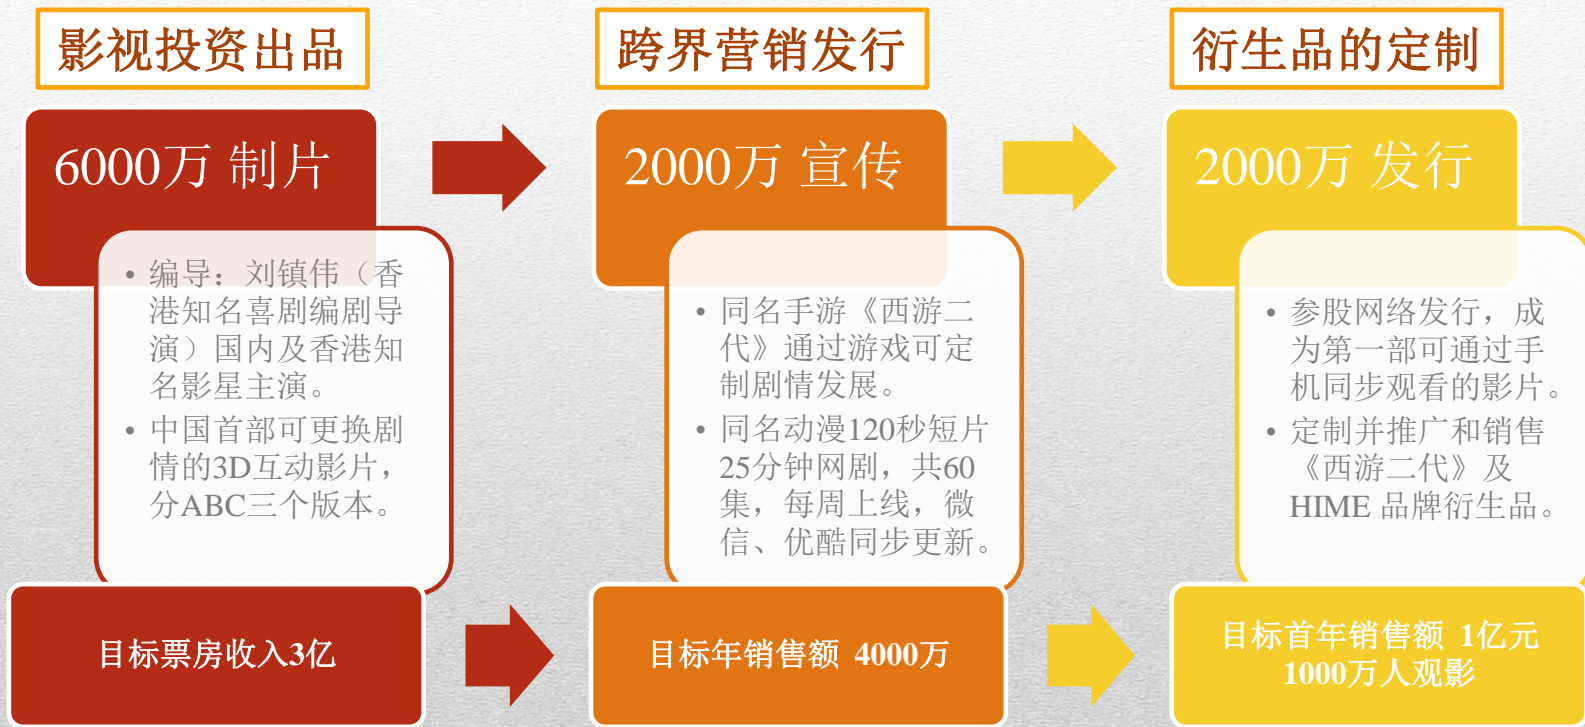 影视投资出品
6000万 制片
• 编导：刘镇伟（香
港知名喜剧编剧导
演）国内及香港知
名影星主演。
• 中国首部可更换剧
情的3D互动影片，
分ABC三个版本。
目标票房收入3亿
跨界营销发行
2000万 宣传
• 同名手游《西游二
代》通过游戏可定
制剧情发展。
• 同名动漫120秒短片
25分钟网剧，共60
集，每周上线，微
信、优酷同步更新。
目标年销售额 4000万
衍生品的定制
2000万 发行
• 参股网络发行，成
为第一部可通过手
机同步观看的影片。
• 定制并推广和销售
《西游二代》及
HIME 品牌衍生品。
目标首年销售额 1亿元
1000万人观影